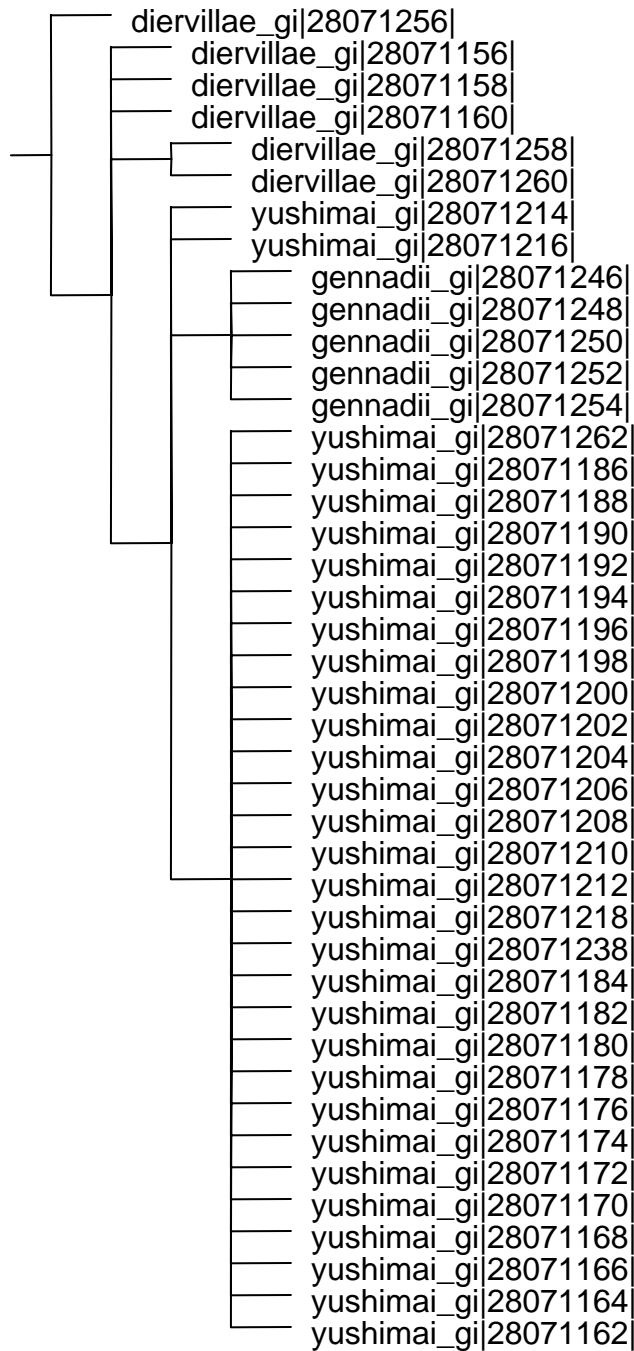 diervillae_gi|28071256|
diervillae_gi|28071156|
diervillae_gi|28071158|
diervillae_gi|28071160|
diervillae_gi|28071258|
diervillae_gi|28071260|
yushimai_gi|28071214|
yushimai_gi|28071216|
gennadii_gi|28071246|
gennadii_gi|28071248|
gennadii_gi|28071250|
gennadii_gi|28071252|
gennadii_gi|28071254|
yushimai_gi|28071262|
yushimai_gi|28071186|
yushimai_gi|28071188|
yushimai_gi|28071190|
yushimai_gi|28071192|
yushimai_gi|28071194|
yushimai_gi|28071196|
yushimai_gi|28071198|
yushimai_gi|28071200|
yushimai_gi|28071202|
yushimai_gi|28071204|
yushimai_gi|28071206|
yushimai_gi|28071208|
yushimai_gi|28071210|
yushimai_gi|28071212|
yushimai_gi|28071218|
yushimai_gi|28071238|
yushimai_gi|28071184|
yushimai_gi|28071182|
yushimai_gi|28071180|
yushimai_gi|28071178|
yushimai_gi|28071176|
yushimai_gi|28071174|
yushimai_gi|28071172|
yushimai_gi|28071170|
yushimai_gi|28071168|
yushimai_gi|28071166|
yushimai_gi|28071164|
yushimai_gi|28071162|